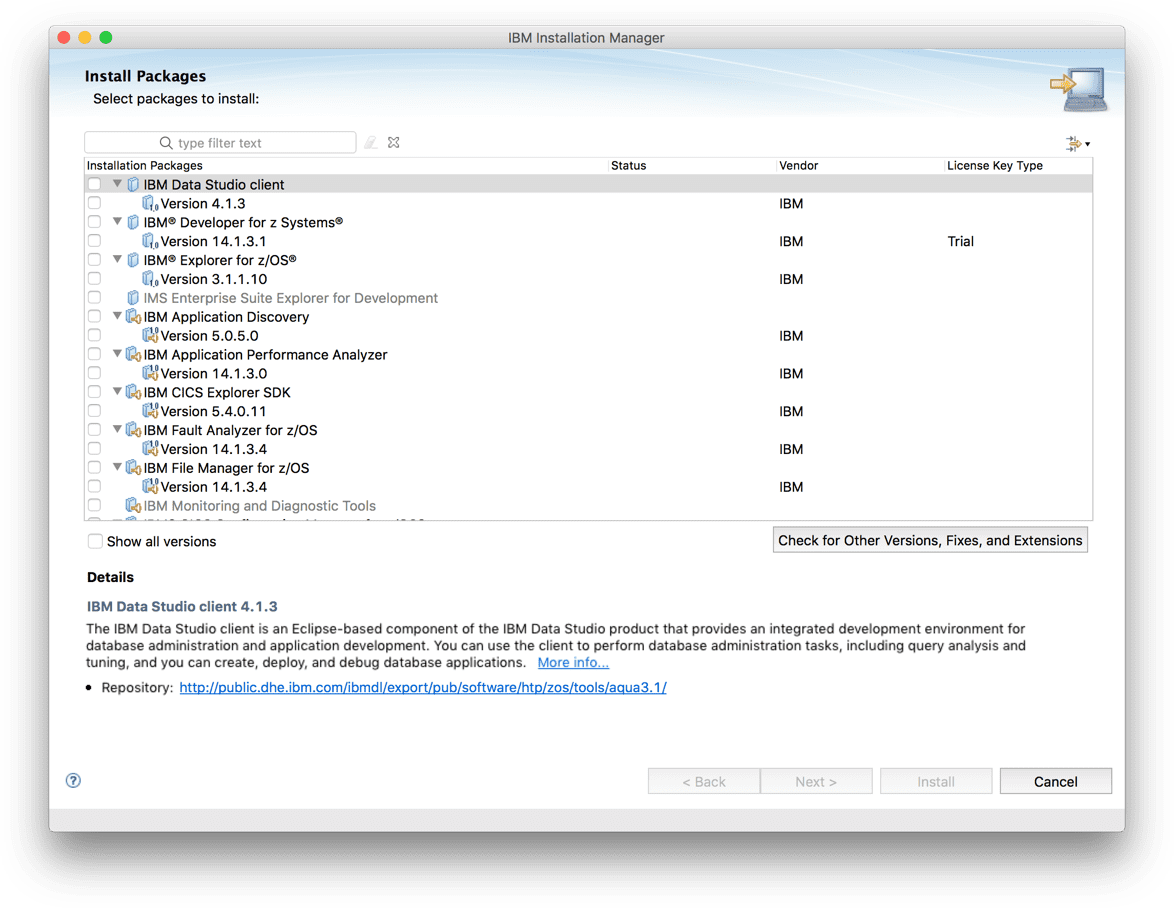 IBM Installation Manager
Install Packages
Select packages to install:
type filter text
Installation Packages Status Vendor License Key Type
IBM Data Studio client
Version 4.1.3 IBM
IBM® Developer for z Systems®
Version 14.1.3.1 IBM Trial
IBM® Explorer for z/OS®
Version 3.1.1.10 IBM
IMS Enterprise Suite Explorer for Development
IBM Application Discovery
Version 5.0.5.0 IBM
IBM Application Performance Analyzer
Version 14.1.3.0 IBM
IBM CICS Explorer SDK
Version 5.4.0.11 IBM
IBM Fault Analyzer for z/OS
Version 14.1.3.4 IBM
IBM File Manager for z/OS
Version 14.1.3.4 IBM
IBM Monitoring and Diagnostic Tools
Show all versions Check for Other Versions, Fixes, and Extensions
Details
IBM Data Studio client 4.1.3
The IBM Data Studio client is an Eclipse-based component of the IBM Data Studio product that provides an integrated development environment for
database administration and application development. You can use the client to perform database administration tasks, including query analysis and
tuning, and you can create, deploy, and debug database applications. More info...
• Repository: http://public.dhe.ibm.com/ibmdl/export/pub/software/htp/zos/tools/aqua3.1/
? < Back Next > Install Cancel